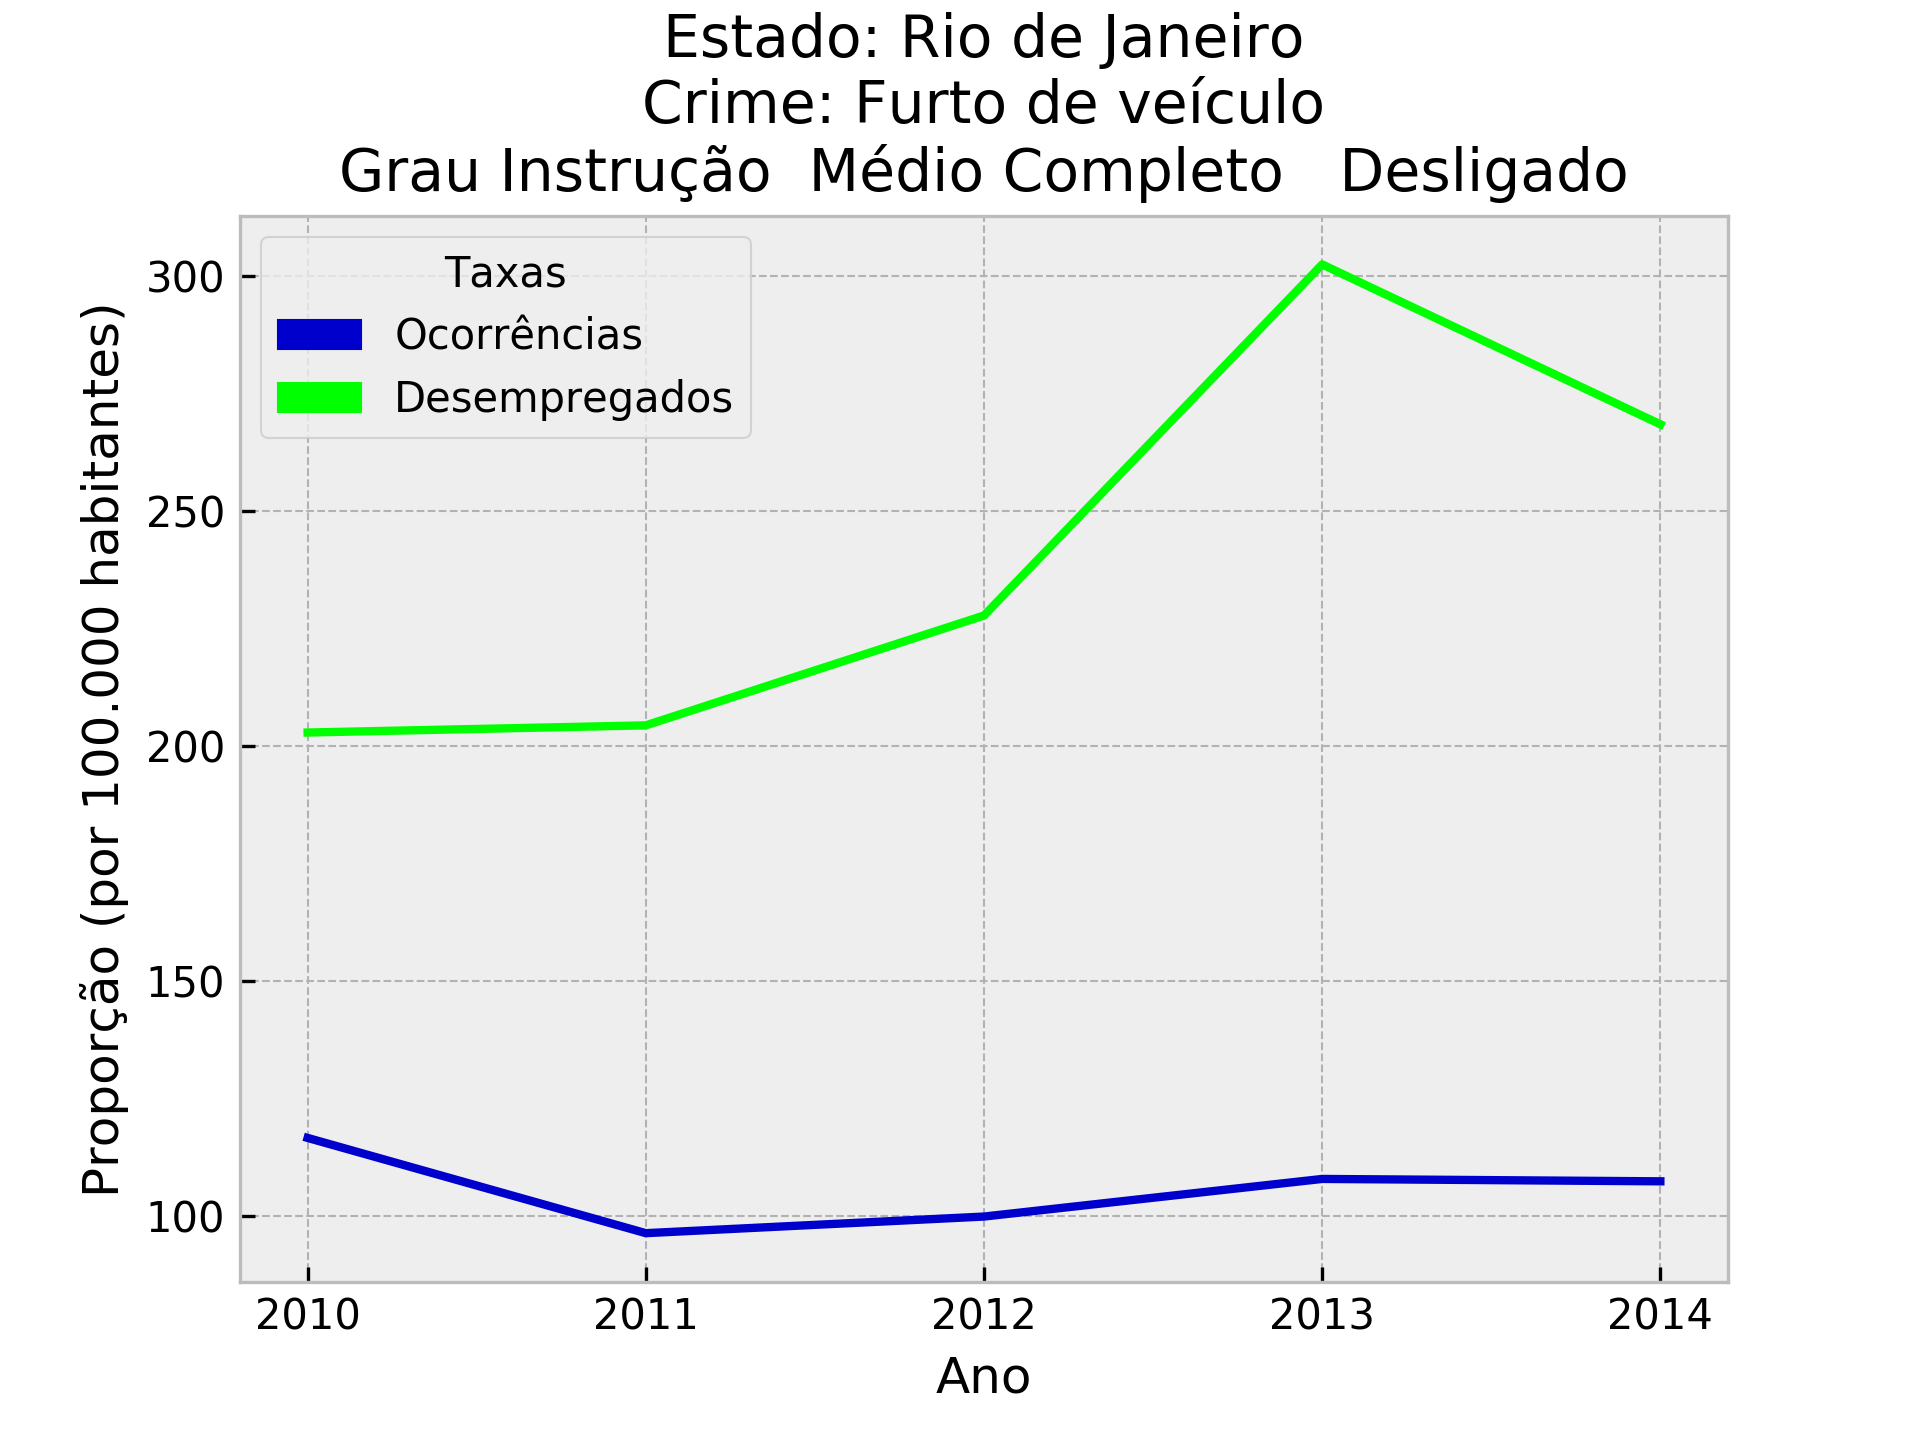 Estado: Rio de Janeiro
Crime: Furto de veículo
Grau Instrução  Médio Completo   Desligado
Taxas
Ocorrências
Desempregados
Proporção (por 100.000 habitantes)
300
250
200
150
100
2010
2011
2012
2013
2014
Ano